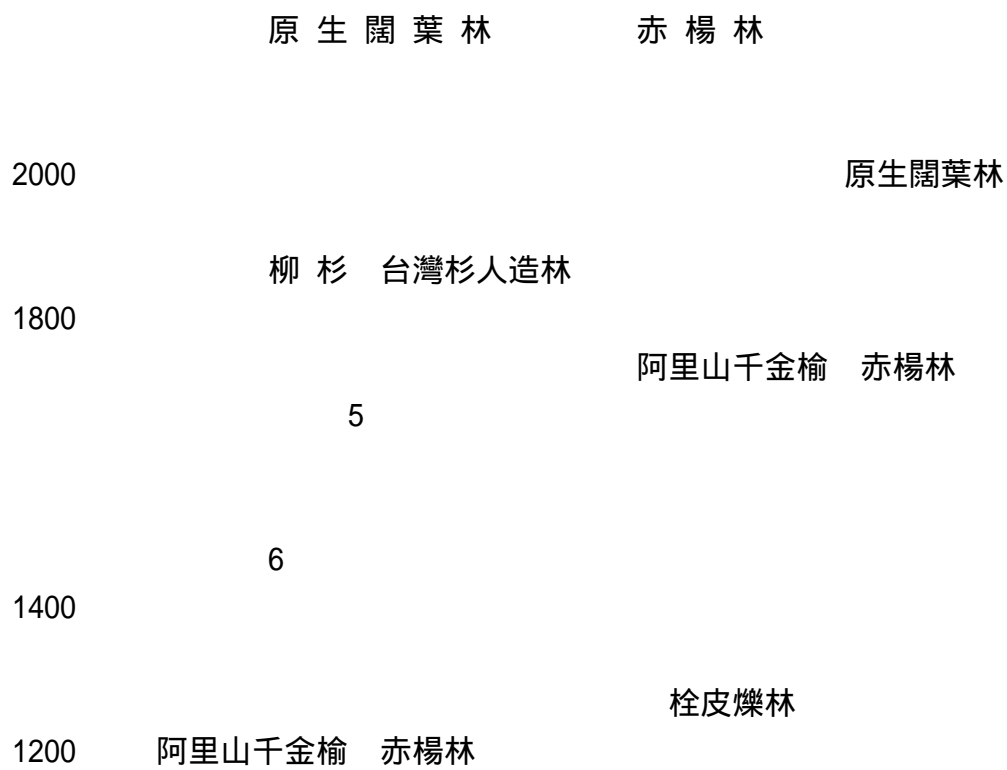 原 生 闊 葉 林 赤 楊 林
2000 原生闊葉林
柳 杉 台灣杉人造林
1800
阿里山千金榆 赤楊林
5
6
1400
栓皮爍林
1200 阿里山千金榆 赤楊林